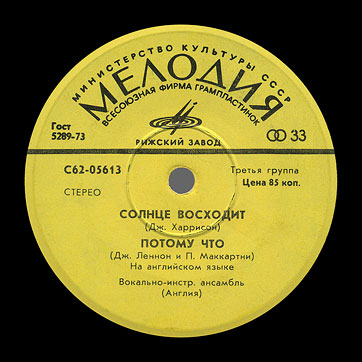 МИНИСТЕРСТВО КУЛЬТУРЫ СССР
МЕЛОДИЯ
ВСЕСОЮЗНАЯ ФИРМА ГРАМПЛАСТИНОК
Гост
5289-73
33
РИЖСКИЙ ЗАВОД
С62-05613
Третья группа
СТЕРЕО
Цена 85 коп.
СОЛНЦЕ ВОСХОДИТ
(Дж. Харрисон)
ПОТОМУ ЧТО
(Дж. Леннон и П. Маккартни)
На английском языке
Вокально-инстр. ансамбль
(Англия)